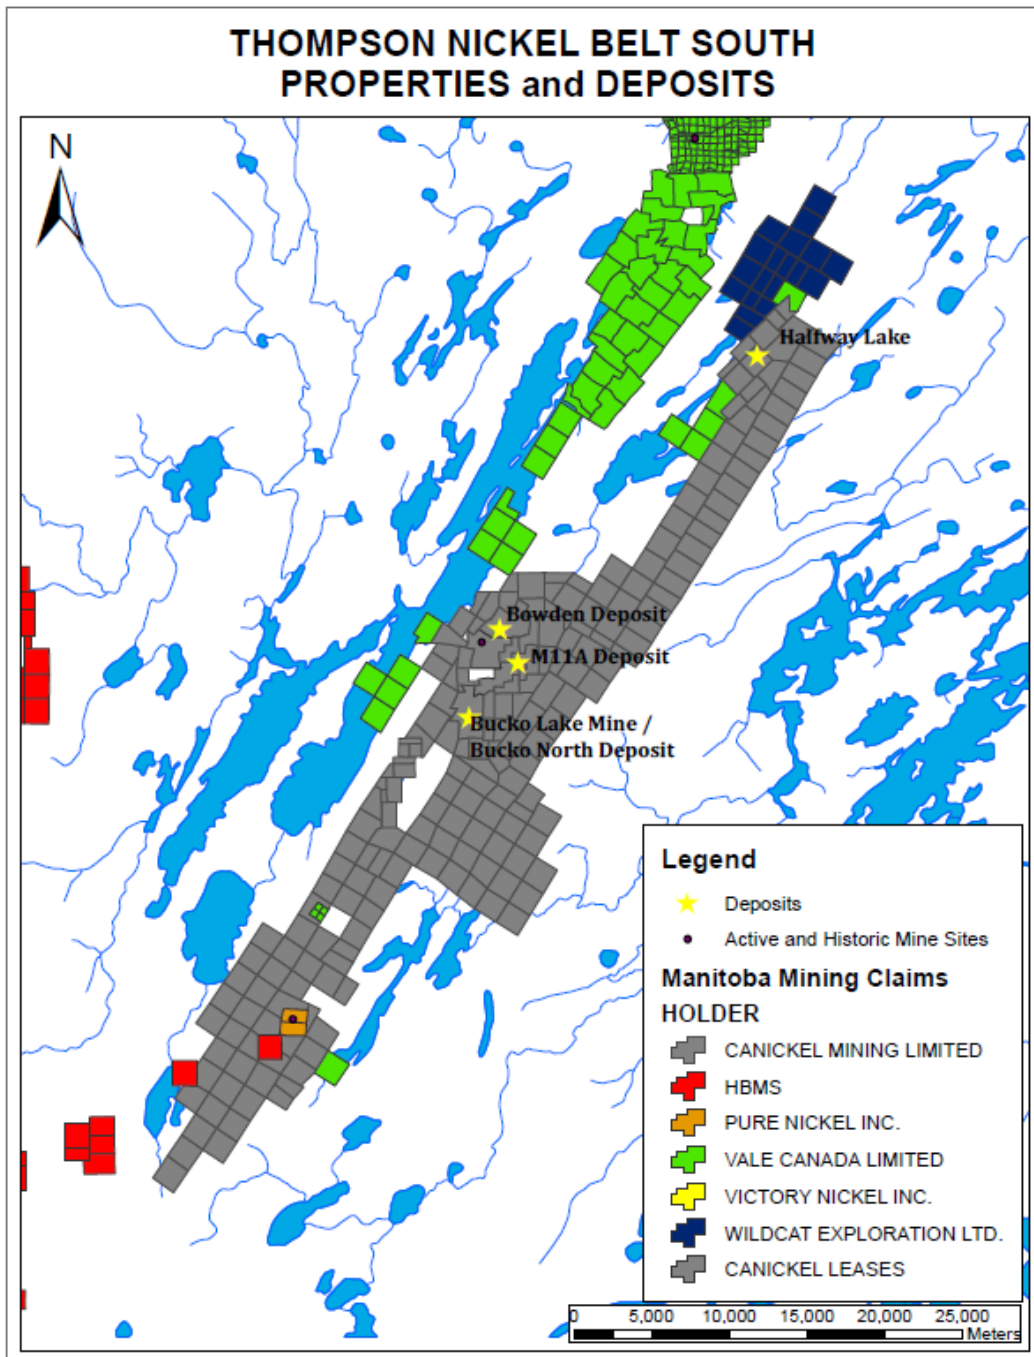 THOMPSON NICKEL BELT SOUTH
PROPERTIES and DEPOSITS
N
Halfway Lake
Bowden Deposit
M11A Deposit
Bucko Lake Mine /
Bucko North Deposit
Legend
Deposits
Active and Historic Mine Sites
Manitoba Mining Claims
HOLDER
CANICKEL MINING LIMITED
HBMS
PURE NICKEL INC.
VALE CANADA LIMITED
VICTORY NICKEL INC.
WILDCAT EXPLORATION LTD.
CANICKEL LEASES
0 5,000 10,000 15,000 20,000 25,000
Meters